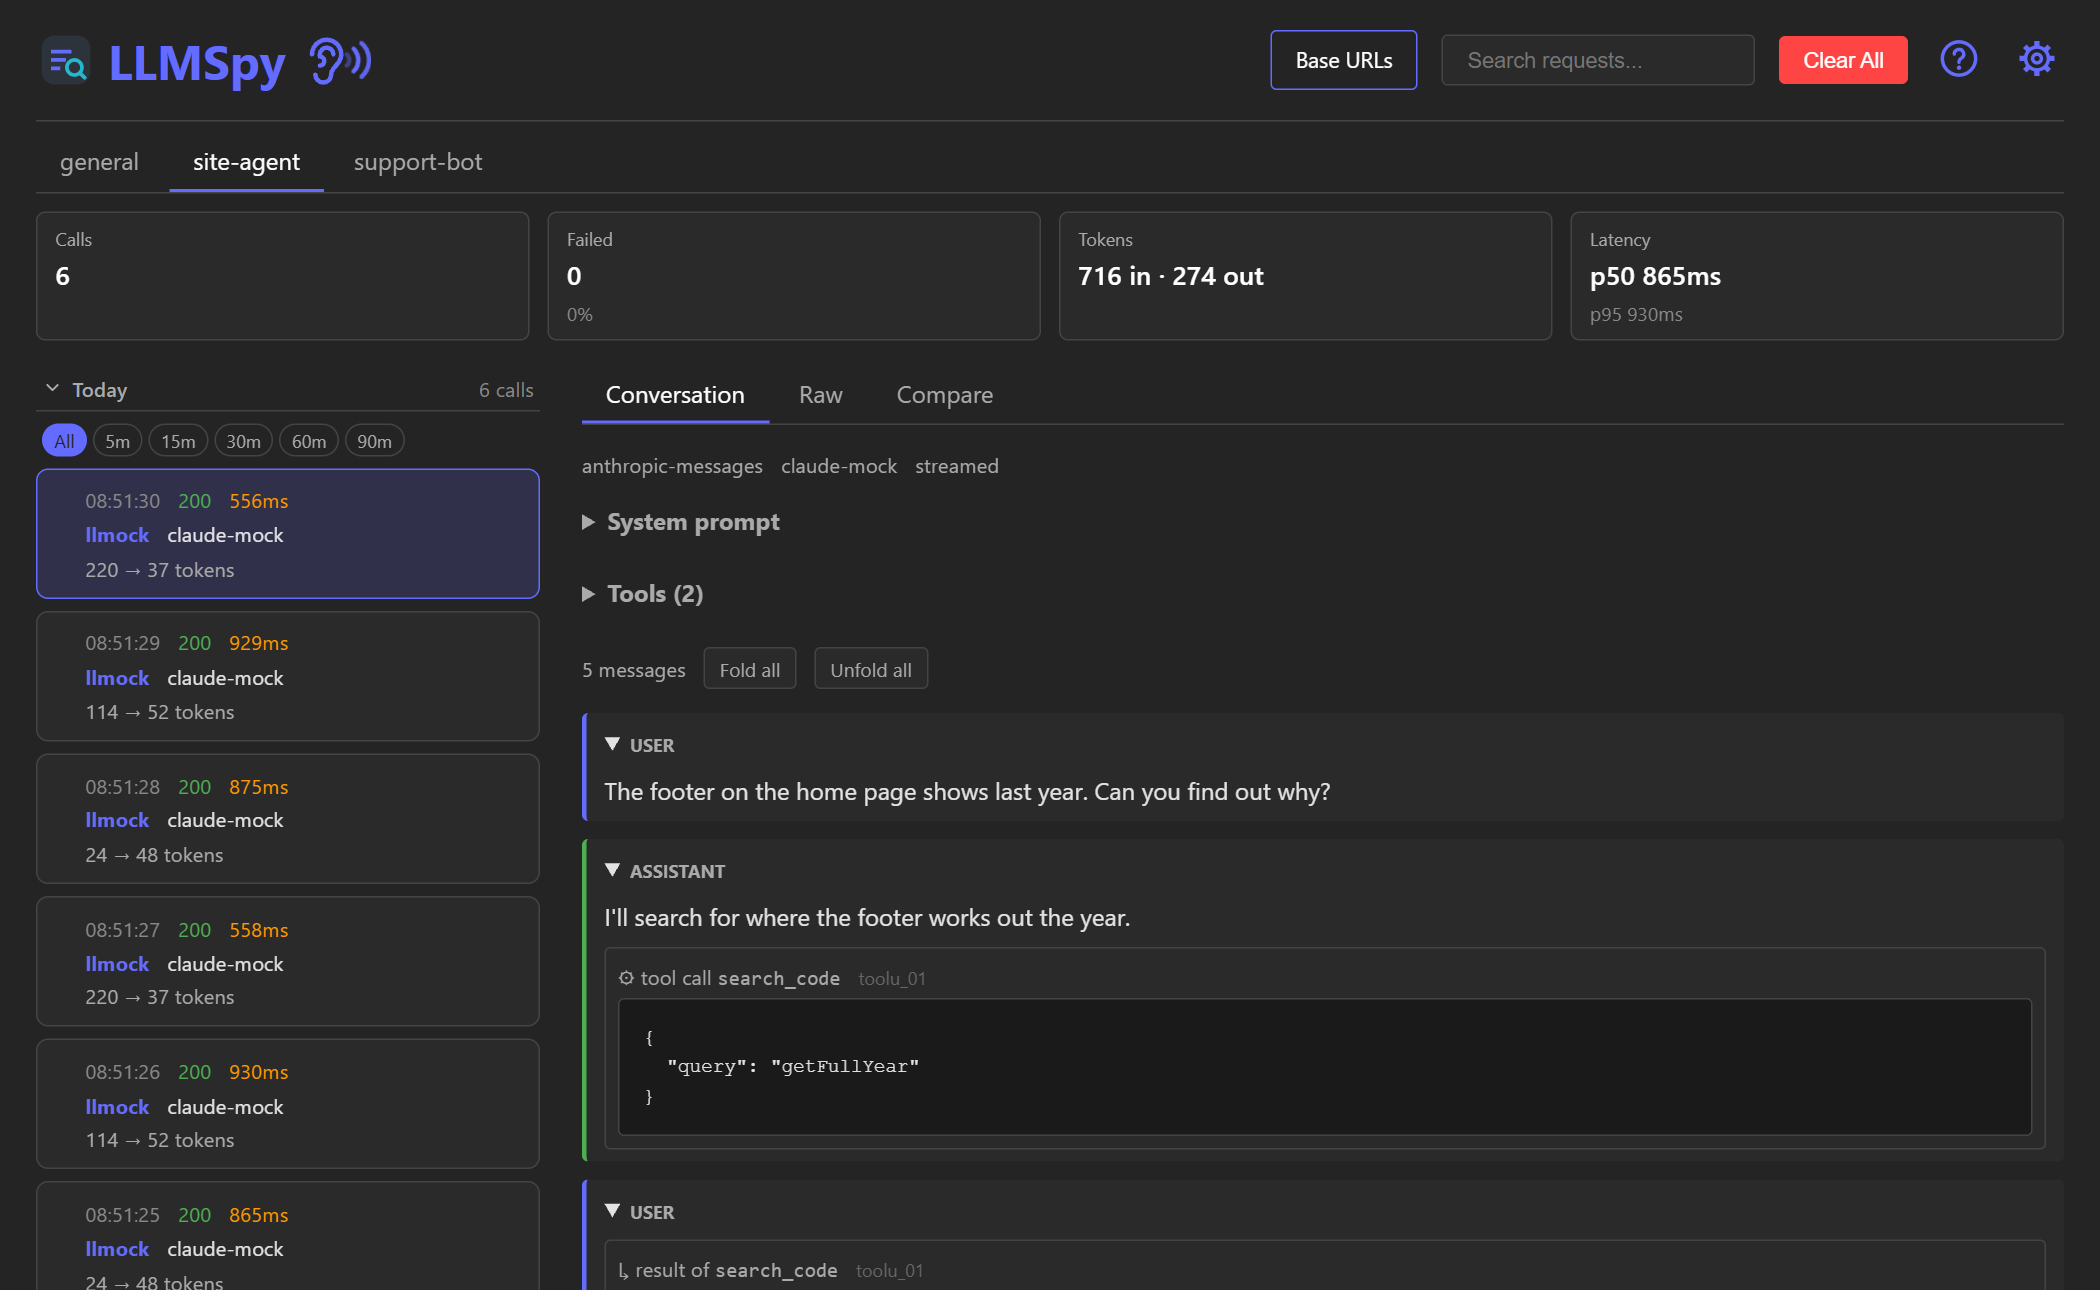 LLMSpy
Base URLs
Search requests...
Clear All
general
site-agent
support-bot
Calls
6
Failed
0
0%
Tokens
716 in · 274 out
Latency
p50 865ms
p95 930ms
Today
6 calls
All
5m
15m
30m
60m
90m
08:51:30 200 556ms
llmock claude-mock
220 → 37 tokens
08:51:29 200 929ms
llmock claude-mock
114 → 52 tokens
08:51:28 200 875ms
llmock claude-mock
24 → 48 tokens
08:51:27 200 558ms
llmock claude-mock
220 → 37 tokens
08:51:26 200 930ms
llmock claude-mock
114 → 52 tokens
08:51:25 200 865ms
llmock claude-mock
24 → 48 tokens
Conversation
Raw
Compare
anthropic-messages claude-mock streamed
System prompt
Tools (2)
5 messages
Fold all
Unfold all
USER
The footer on the home page shows last year. Can you find out why?
ASSISTANT
I'll search for where the footer works out the year.
tool call search_code toolu_01
{
"query": "getFullYear"
}
USER
result of search_code toolu_01